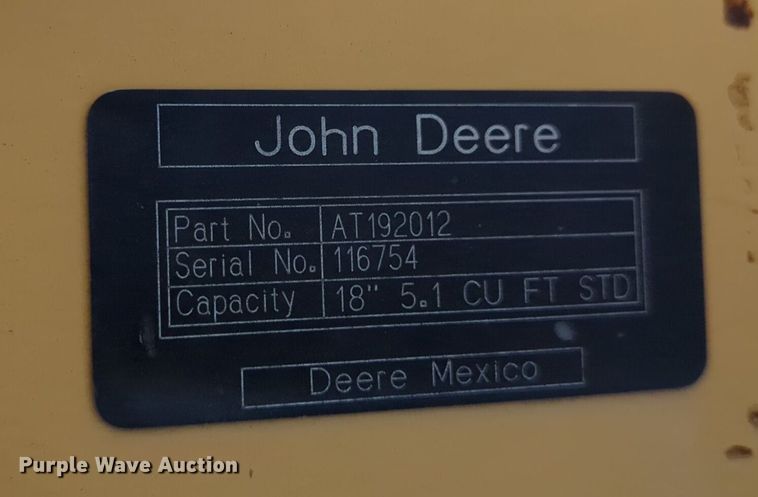 John Deere
Part No. AT192012
Serial No. 116754
Capacity 18" 5.1 CU FT STD
Deere Mexico
Purple Wave Auction